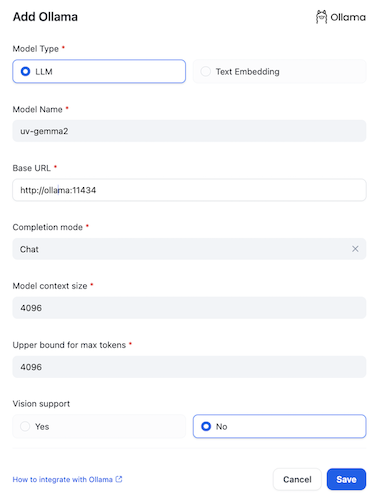 Add Ollama
Ollama
Model Type *
LLM
Text Embedding
Model Name *
uv-gemma2
Base URL *
http://ollama:11434
Completion mode *
Chat
Model context size *
4096
Upper bound for max tokens *
4096
Vision support
Yes
No
How to integrate with Ollama
Cancel
Save